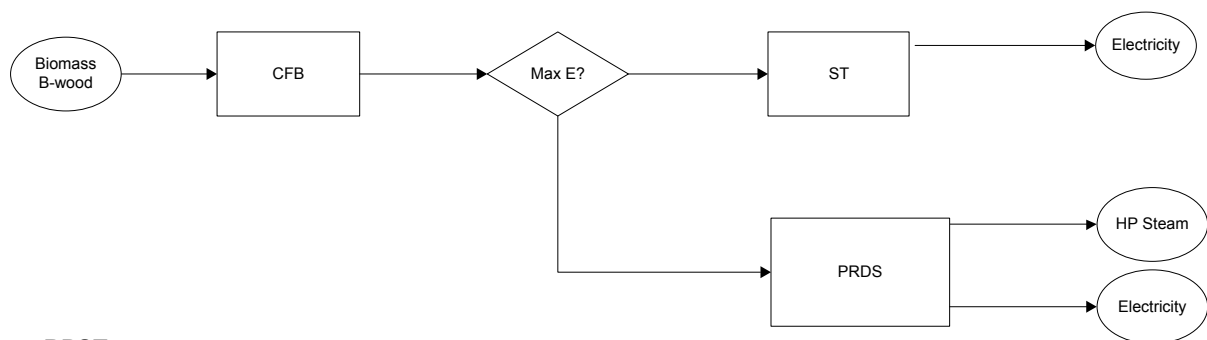 Biomass
B-wood
CFB
Max E?
ST
Electricity
HP Steam
PRDS
Electricity